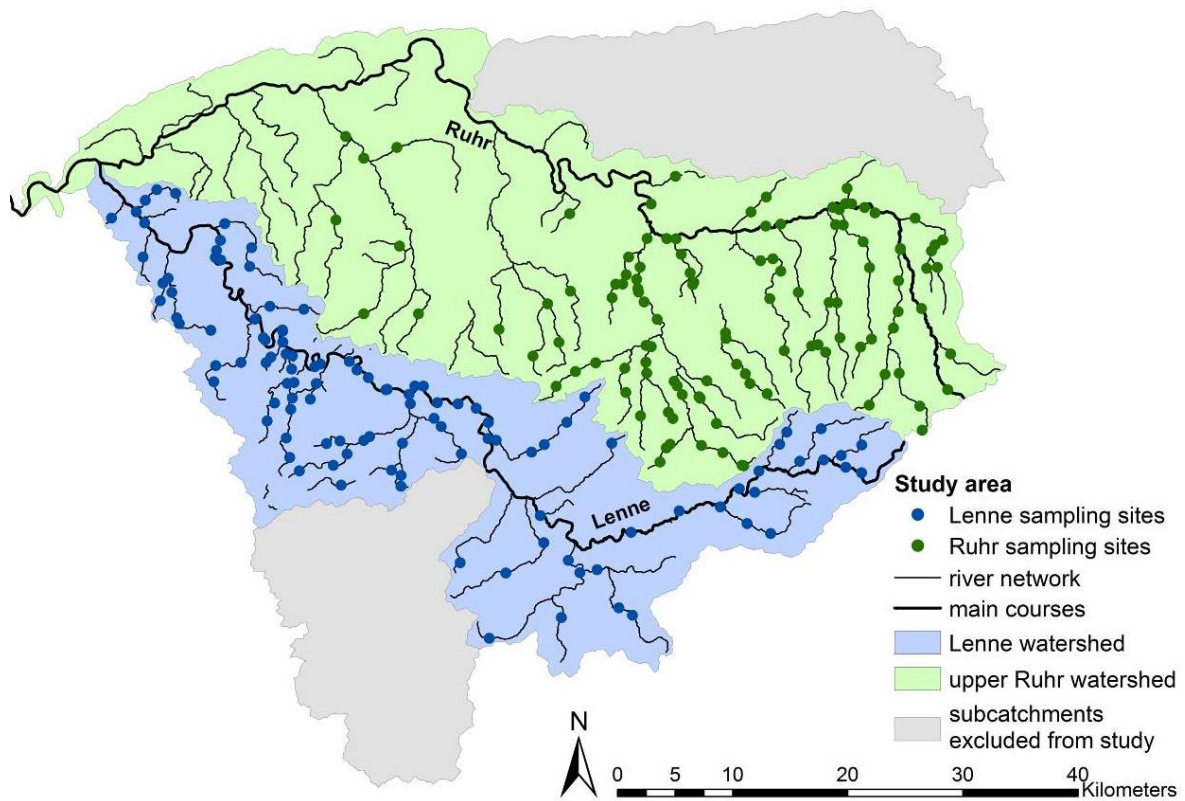 Ruhr
Lenne
Study area
Lenne sampling sites
Ruhr sampling sites
river network
main courses
Lenne watershed
upper Ruhr watershed
subcatchments
excluded from study
N
0 5 10 20 30 40
Kilometers